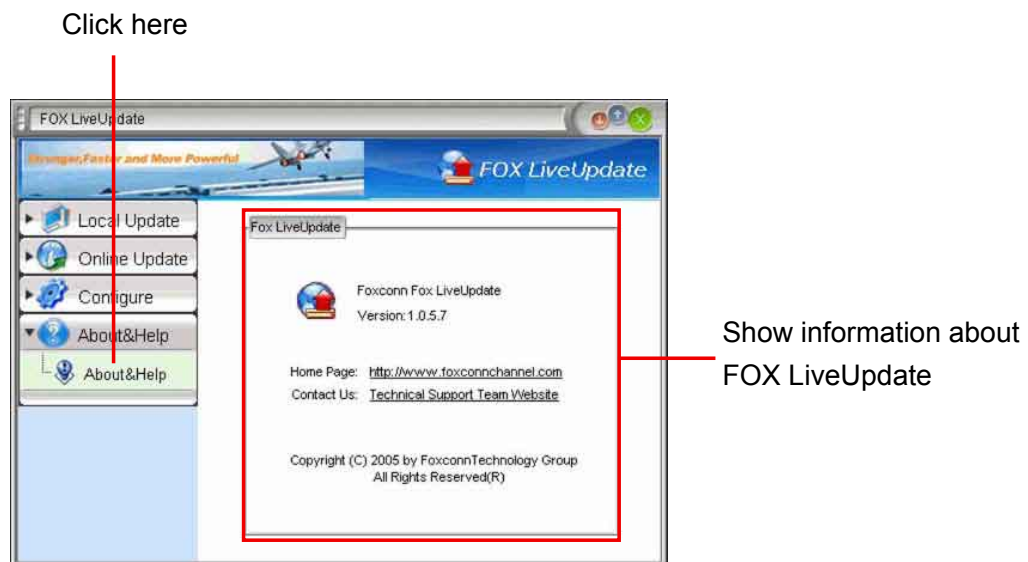 Click here
FOX LiveUpdate
Stronger,Faster and More Powerful
FOX LiveUpdate
Local Update
Online Update
Configure
About&Help
About&Help
Fox LiveUpdate
Foxconn Fox LiveUpdate
Version:1.0.5.7
Home Page: http://www.foxconnchannel.com
Contact Us: Technical Support Team Website
Copyright (C) 2005 by FoxconnTechnology Group
All Rights Reserved(R)
Show information about
FOX LiveUpdate